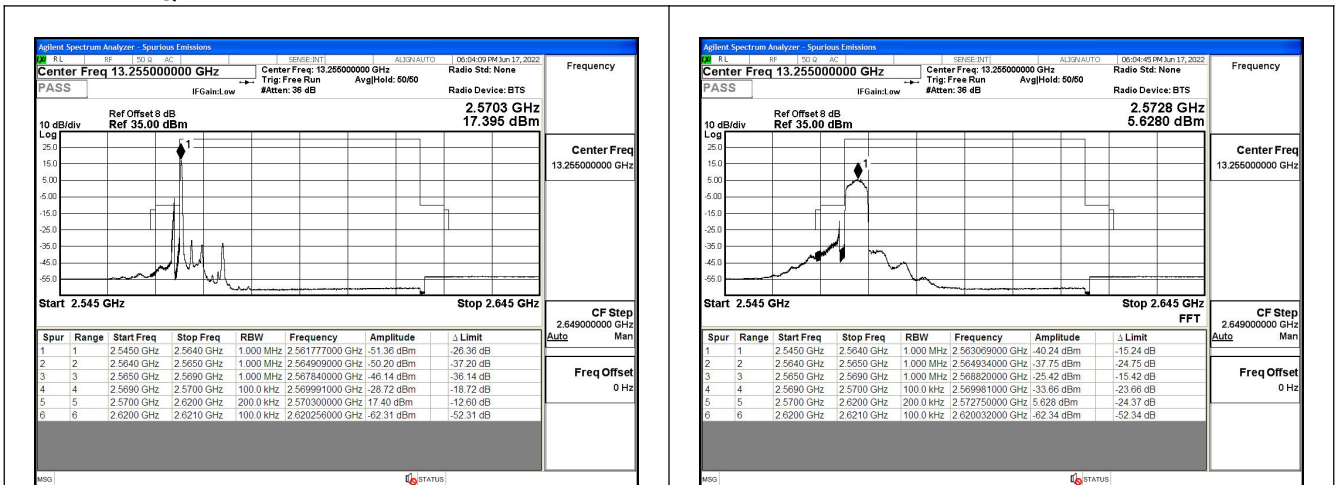 Agilent Spectrum Analyzer - Spurious Emissions
LXI RL RF 50 Ω AC SENSE:INT ALIGNAUTO 06:04:09 PM Jun 17, 2022
Center Freq 13.255000000 GHz Center Freq: 13.255000000 GHz Radio Std: None Frequency
Trig: Free Run Avg|Hold: 50/50
PASS IFGain:Low #Atten: 36 dB Radio Device: BTS
2.5703 GHz
Ref Offset 8 dB
10 dB/div Ref 35.00 dBm 17.395 dBm
Log
25.0
1
Center Freq
15.0
13.255000000 GHz
5.00
-5.00
-15.0
-25.0
-35.0
-45.0
-55.0
Start 2.545 GHz Stop 2.645 GHz
CF Step
2.649000000 GHz
Auto Man
Spur Range Start Freq Stop Freq RBW Frequency Amplitude Δ Limit
1 1 2.5450 GHz 2.5640 GHz 1.000 MHz 2.561777000 GHz -51.36 dBm -26.36 dB
2 2 2.5640 GHz 2.5650 GHz 1.000 MHz 2.564909000 GHz -50.20 dBm -37.20 dB
3 3 2.5650 GHz 2.5690 GHz 1.000 MHz 2.567840000 GHz -46.14 dBm -36.14 dB
4 4 2.5690 GHz 2.5700 GHz 100.0 kHz 2.569991000 GHz -28.72 dBm -18.72 dB
5 5 2.5700 GHz 2.6200 GHz 200.0 kHz 2.570300000 GHz 17.40 dBm -12.60 dB
6 6 2.6200 GHz 2.6210 GHz 100.0 kHz 2.620256000 GHz -62.31 dBm -52.31 dB
Freq Offset
0 Hz
MSG STATUS
Agilent Spectrum Analyzer - Spurious Emissions
LXI RL RF 50 Ω AC SENSE:INT ALIGNAUTO 06:04:45 PM Jun 17, 2022
Center Freq 13.255000000 GHz Center Freq: 13.255000000 GHz Radio Std: None Frequency
Trig: Free Run Avg|Hold: 50/50
PASS IFGain:Low #Atten: 36 dB Radio Device: BTS
2.5728 GHz
Ref Offset 8 dB
10 dB/div Ref 35.00 dBm 5.6280 dBm
Log
25.0
Center Freq
15.0
1
13.255000000 GHz
5.00
-5.00
-15.0
-25.0
-35.0
-45.0
-55.0
Start 2.545 GHz Stop 2.645 GHz
FFT
CF Step
2.649000000 GHz
Auto Man
Spur Range Start Freq Stop Freq RBW Frequency Amplitude Δ Limit
1 1 2.5450 GHz 2.5640 GHz 1.000 MHz 2.563069000 GHz -40.24 dBm -15.24 dB
2 2 2.5640 GHz 2.5650 GHz 1.000 MHz 2.564934000 GHz -37.75 dBm -24.75 dB
3 3 2.5650 GHz 2.5690 GHz 1.000 MHz 2.568820000 GHz -25.42 dBm -15.42 dB
4 4 2.5690 GHz 2.5700 GHz 100.0 kHz 2.569981000 GHz -33.66 dBm -23.66 dB
5 5 2.5700 GHz 2.6200 GHz 200.0 kHz 2.572750000 GHz 5.628 dBm -24.37 dB
6 6 2.6200 GHz 2.6210 GHz 100.0 kHz 2.620032000 GHz -62.34 dBm -52.34 dB
Freq Offset
0 Hz
MSG STATUS